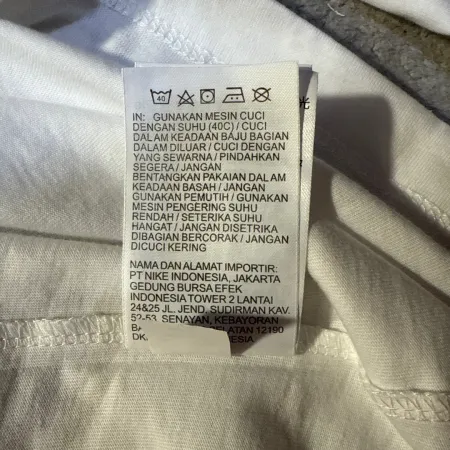 40
光
IN: GUNAKAN MESIN CUCI
DENGAN SUHU (40C) / CUCI
DALAM KEADAAN BAJU BAGIAN
DALAM DILUAR / CUCI DENGAN
YANG SEWARNA / PINDAHKAN
SEGERA / JANGAN
BENTANGKAN PAKAIAN DALAM
KEADAAN BASAH / JANGAN
GUNAKAN PEMUTIH / GUNAKAN
MESIN PENGERING SUHU
RENDAH / SETERIKA SUHU
HANGAT / JANGAN DISETRIKA
DIBAGIAN BERCORAK / JANGAN
DICUCI KERING
NAMA DAN ALAMAT IMPORTIR:
PT NIKE INDONESIA, JAKARTA
GEDUNG BURSA EFEK
INDONESIA TOWER 2 LANTAI
24&25 JL. JEND. SUDIRMAN KAV.
52-53, SENAYAN, KEBAYORAN
12190